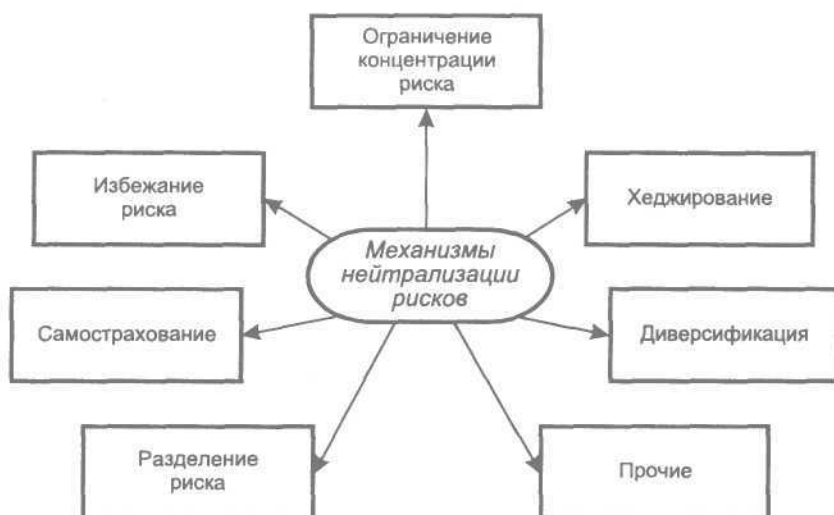 Ограничение
концентрации
риска
Избежание
риска
Хеджирование
Механизмы
нейтрализации
рисков
Самострахование
Диверсификация
Разделение
риска
Прочие